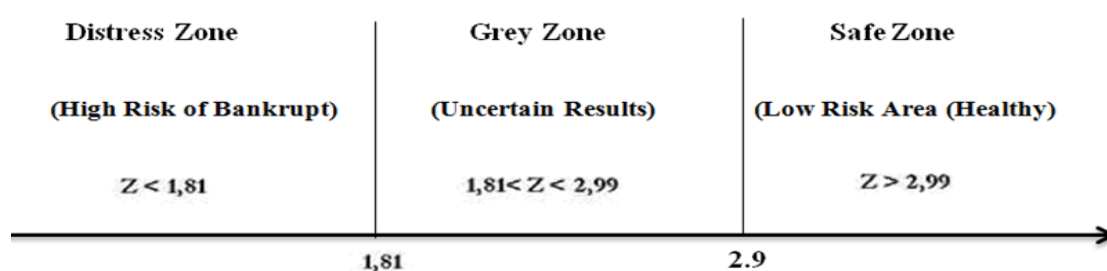 Distress Zone Grey Zone Safe Zone
(High Risk of Bankrupt) (Uncertain Results) (Low Risk Area (Healthy)
Z < 1,81 1,81< Z < 2,99 Z > 2,99
1,81 2.9